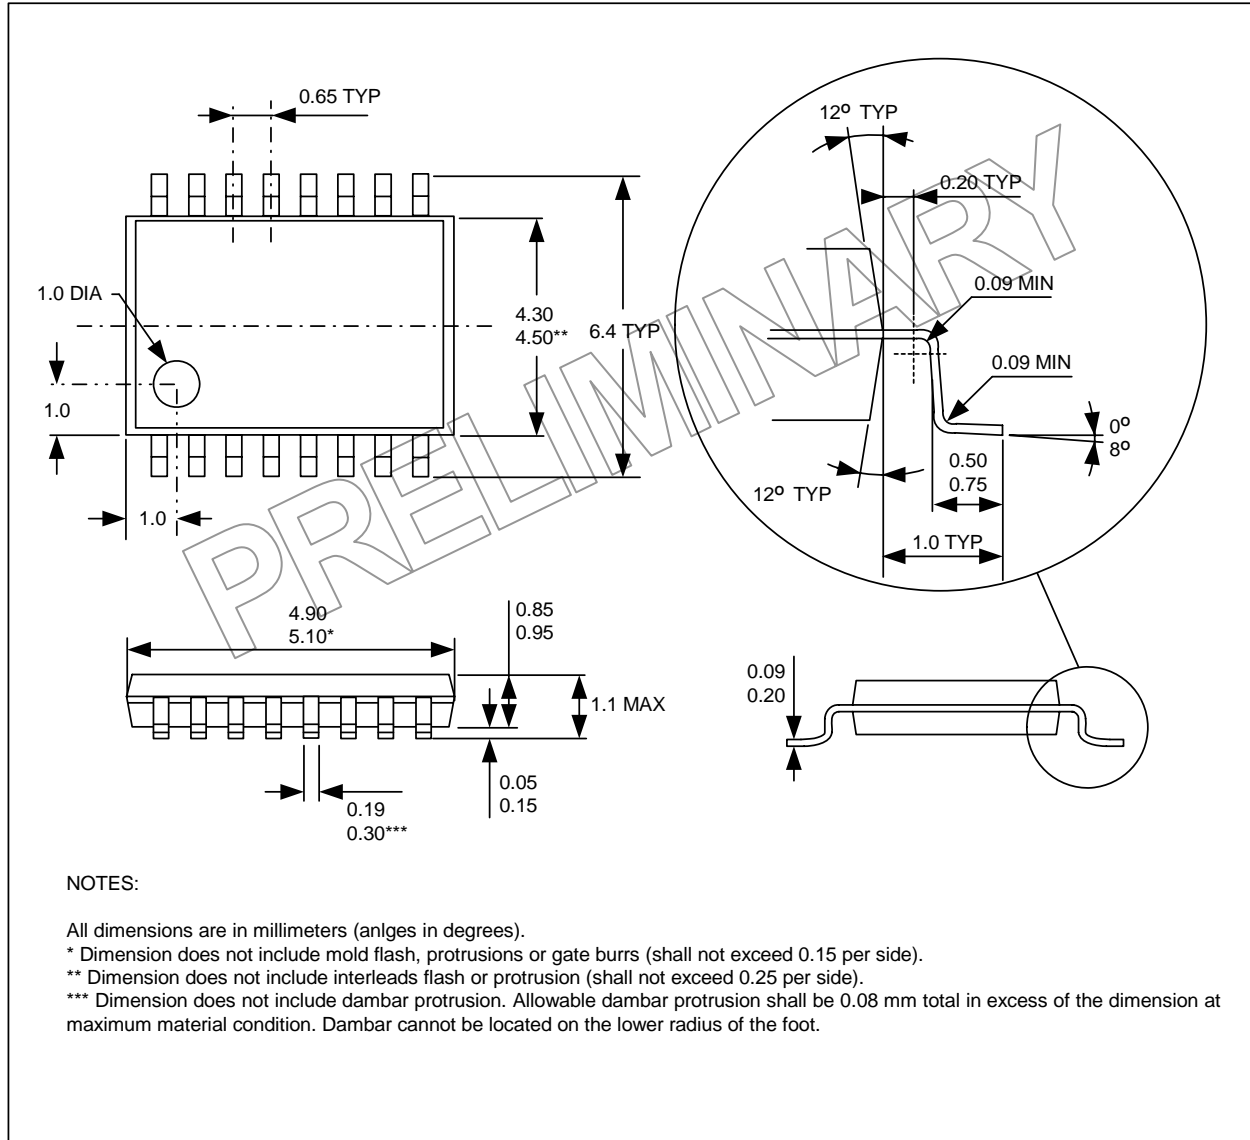 0.65 TYP
12º TYP
0.20 TYP
1.0 DIA
4.30
4.50**
6.4 TYP
0.09 MIN
0.09 MIN
1.0
0º
8º
0.50
0.75
12º TYP
1.0
1.0 TYP
PRELIMINARY
4.90
5.10*
0.85
0.95
1.1 MAX
0.09
0.20
0.05
0.15
0.19
0.30***
NOTES:
All dimensions are in millimeters (anlges in degrees).
* Dimension does not include mold flash, protrusions or gate burrs (shall not exceed 0.15 per side).
** Dimension does not include interleads flash or protrusion (shall not exceed 0.25 per side).
*** Dimension does not include dambar protrusion. Allowable dambar protrusion shall be 0.08 mm total in excess of the dimension at
maximum material condition. Dambar cannot be located on the lower radius of the foot.